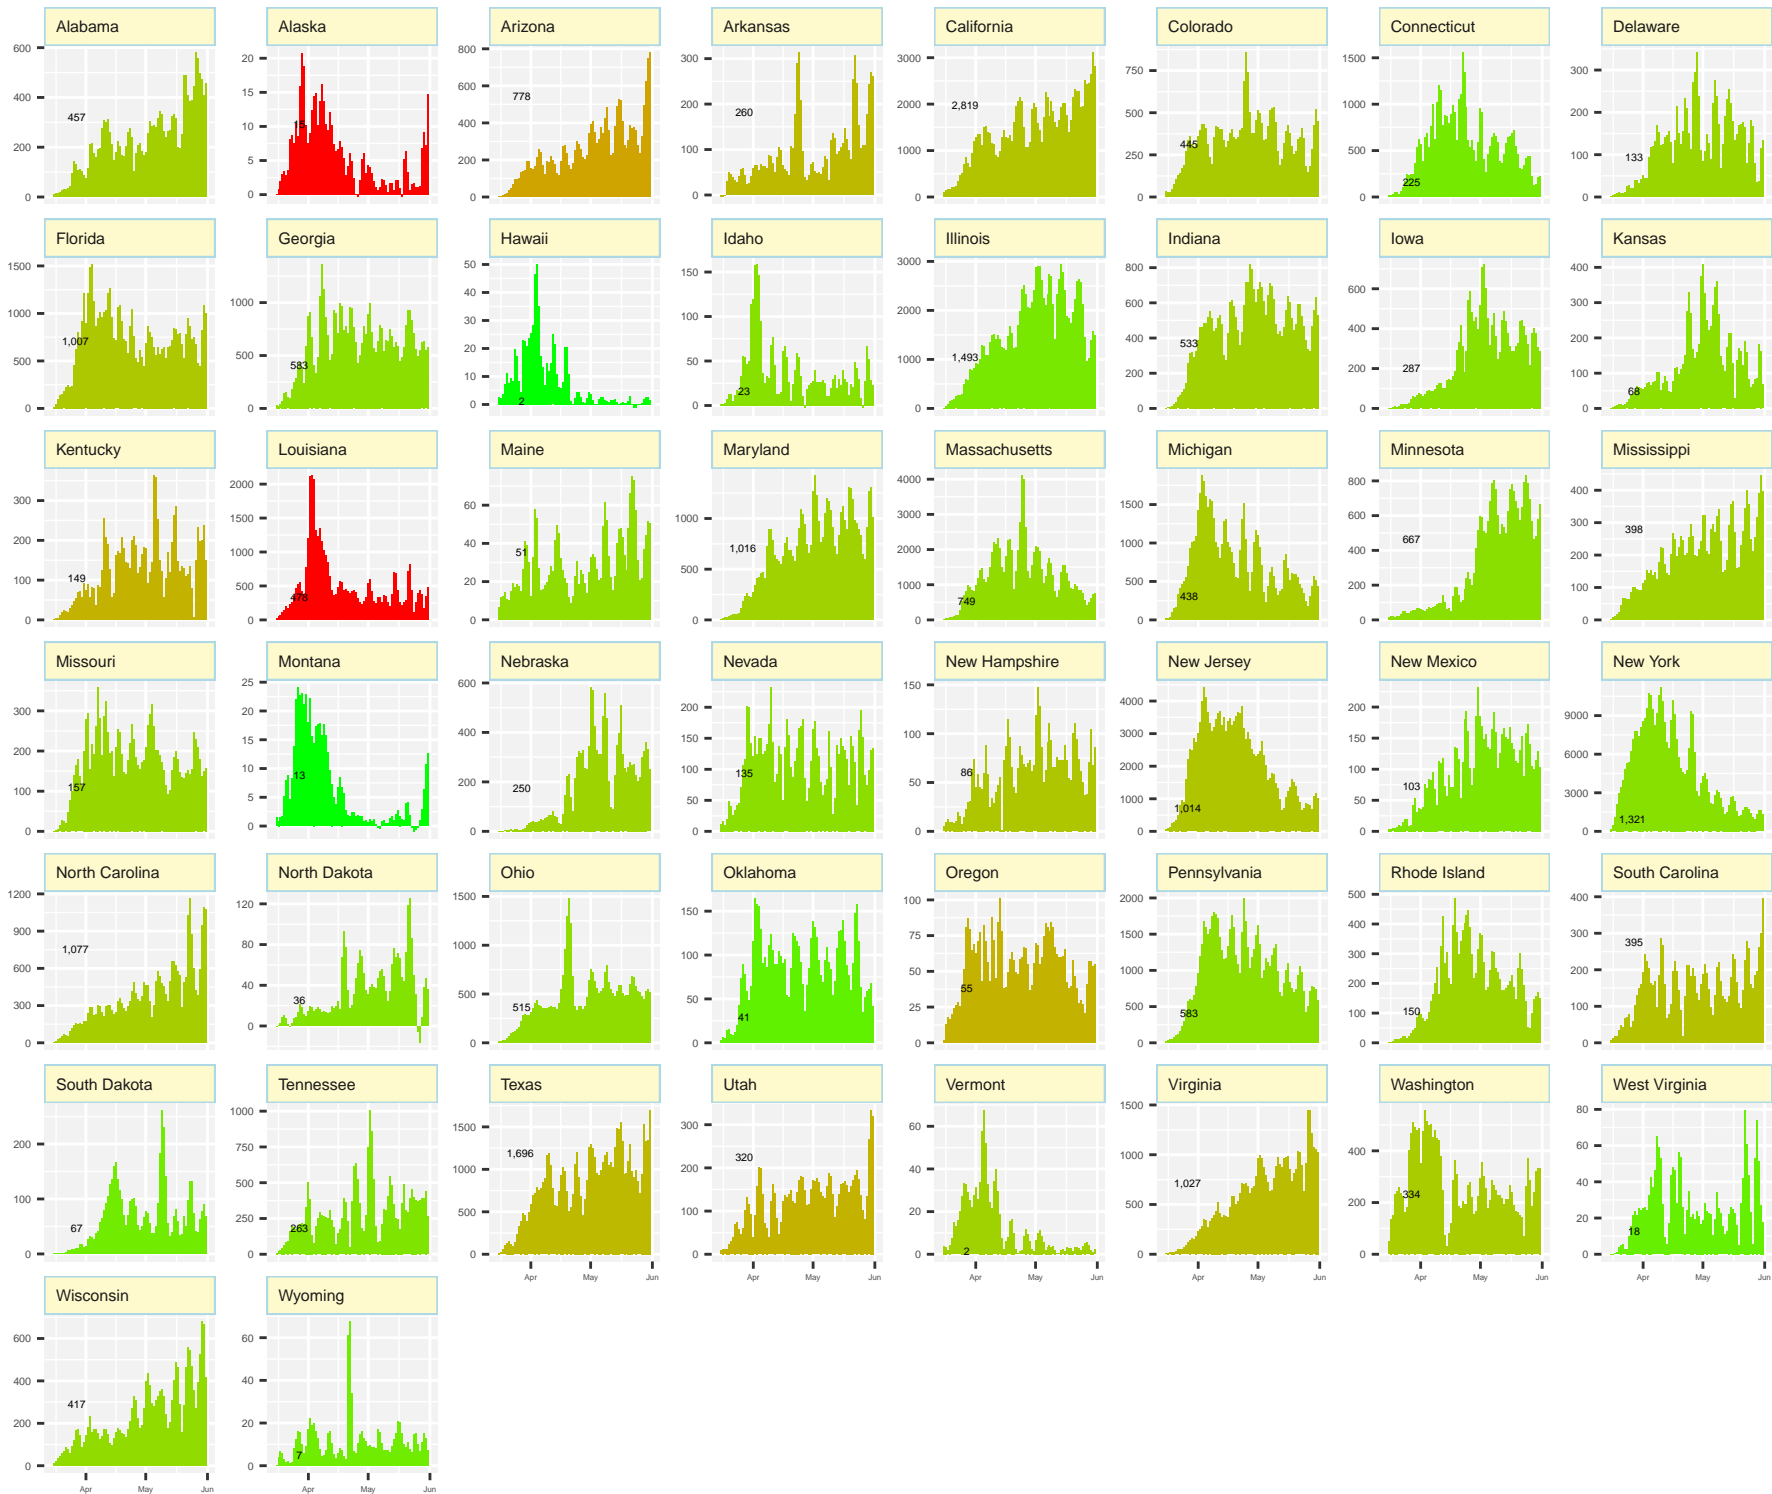 Alabama Alaska Arizona Arkansas California Colorado Connecticut Delaware
600 400 200 0 457
20 15 10 5 0 15
800 600 400 200 0 778
300 200 100 0 260
3000 2000 1000 0 2,819
750 500 250 0 445
1500 1000 500 0 225
300 200 100 0 133
Florida Georgia Hawaii Idaho Illinois Indiana Iowa Kansas
1500 1000 500 0 1,007
1000 500 0 583
50 40 30 20 10 0 2
150 100 50 0 23
3000 2000 1000 0 1,493
800 600 400 200 0 533
600 400 200 0 287
400 300 200 100 0 68
Kentucky Louisiana Maine Maryland Massachusetts Michigan Minnesota Mississippi
300 200 100 0 149
2000 1500 1000 500 0 478
60 40 20 0 51
1000 500 0 1,016
4000 3000 2000 1000 0 749
1500 1000 500 0 438
800 600 400 200 0 667
400 300 200 100 0 398
Missouri Montana Nebraska Nevada New Hampshire New Jersey New Mexico New York
300 200 100 0 157
25 20 15 10 5 0 13
600 400 200 0 250
200 150 100 50 0 135
150 100 50 0 86
4000 3000 2000 1000 0 1,014
200 150 100 50 0 103
9000 6000 3000 0 1,321
North Carolina North Dakota Ohio Oklahoma Oregon Pennsylvania Rhode Island South Carolina
1200 900 600 300 0 1,077
120 80 40 0 36
1500 1000 500 0 515
150 100 50 0 41
100 75 50 25 0 55
2000 1500 1000 500 0 583
500 400 300 200 100 0 150
400 300 200 100 0 395
South Dakota Tennessee Texas Utah Vermont Virginia Washington West Virginia
200 100 0 67
1000 750 500 250 0 263
1500 1000 500 0 1,696
300 200 100 0 320
60 40 20 0 2
1500 1000 500 0 1,027
400 200 0 334
80 60 40 20 0 18
Apr May Jun Apr May Jun Apr May Jun Apr May Jun Apr May Jun Apr May Jun
Wisconsin Wyoming
600 400 200 0 417
60 40 20 0 7
Apr May Jun Apr May Jun